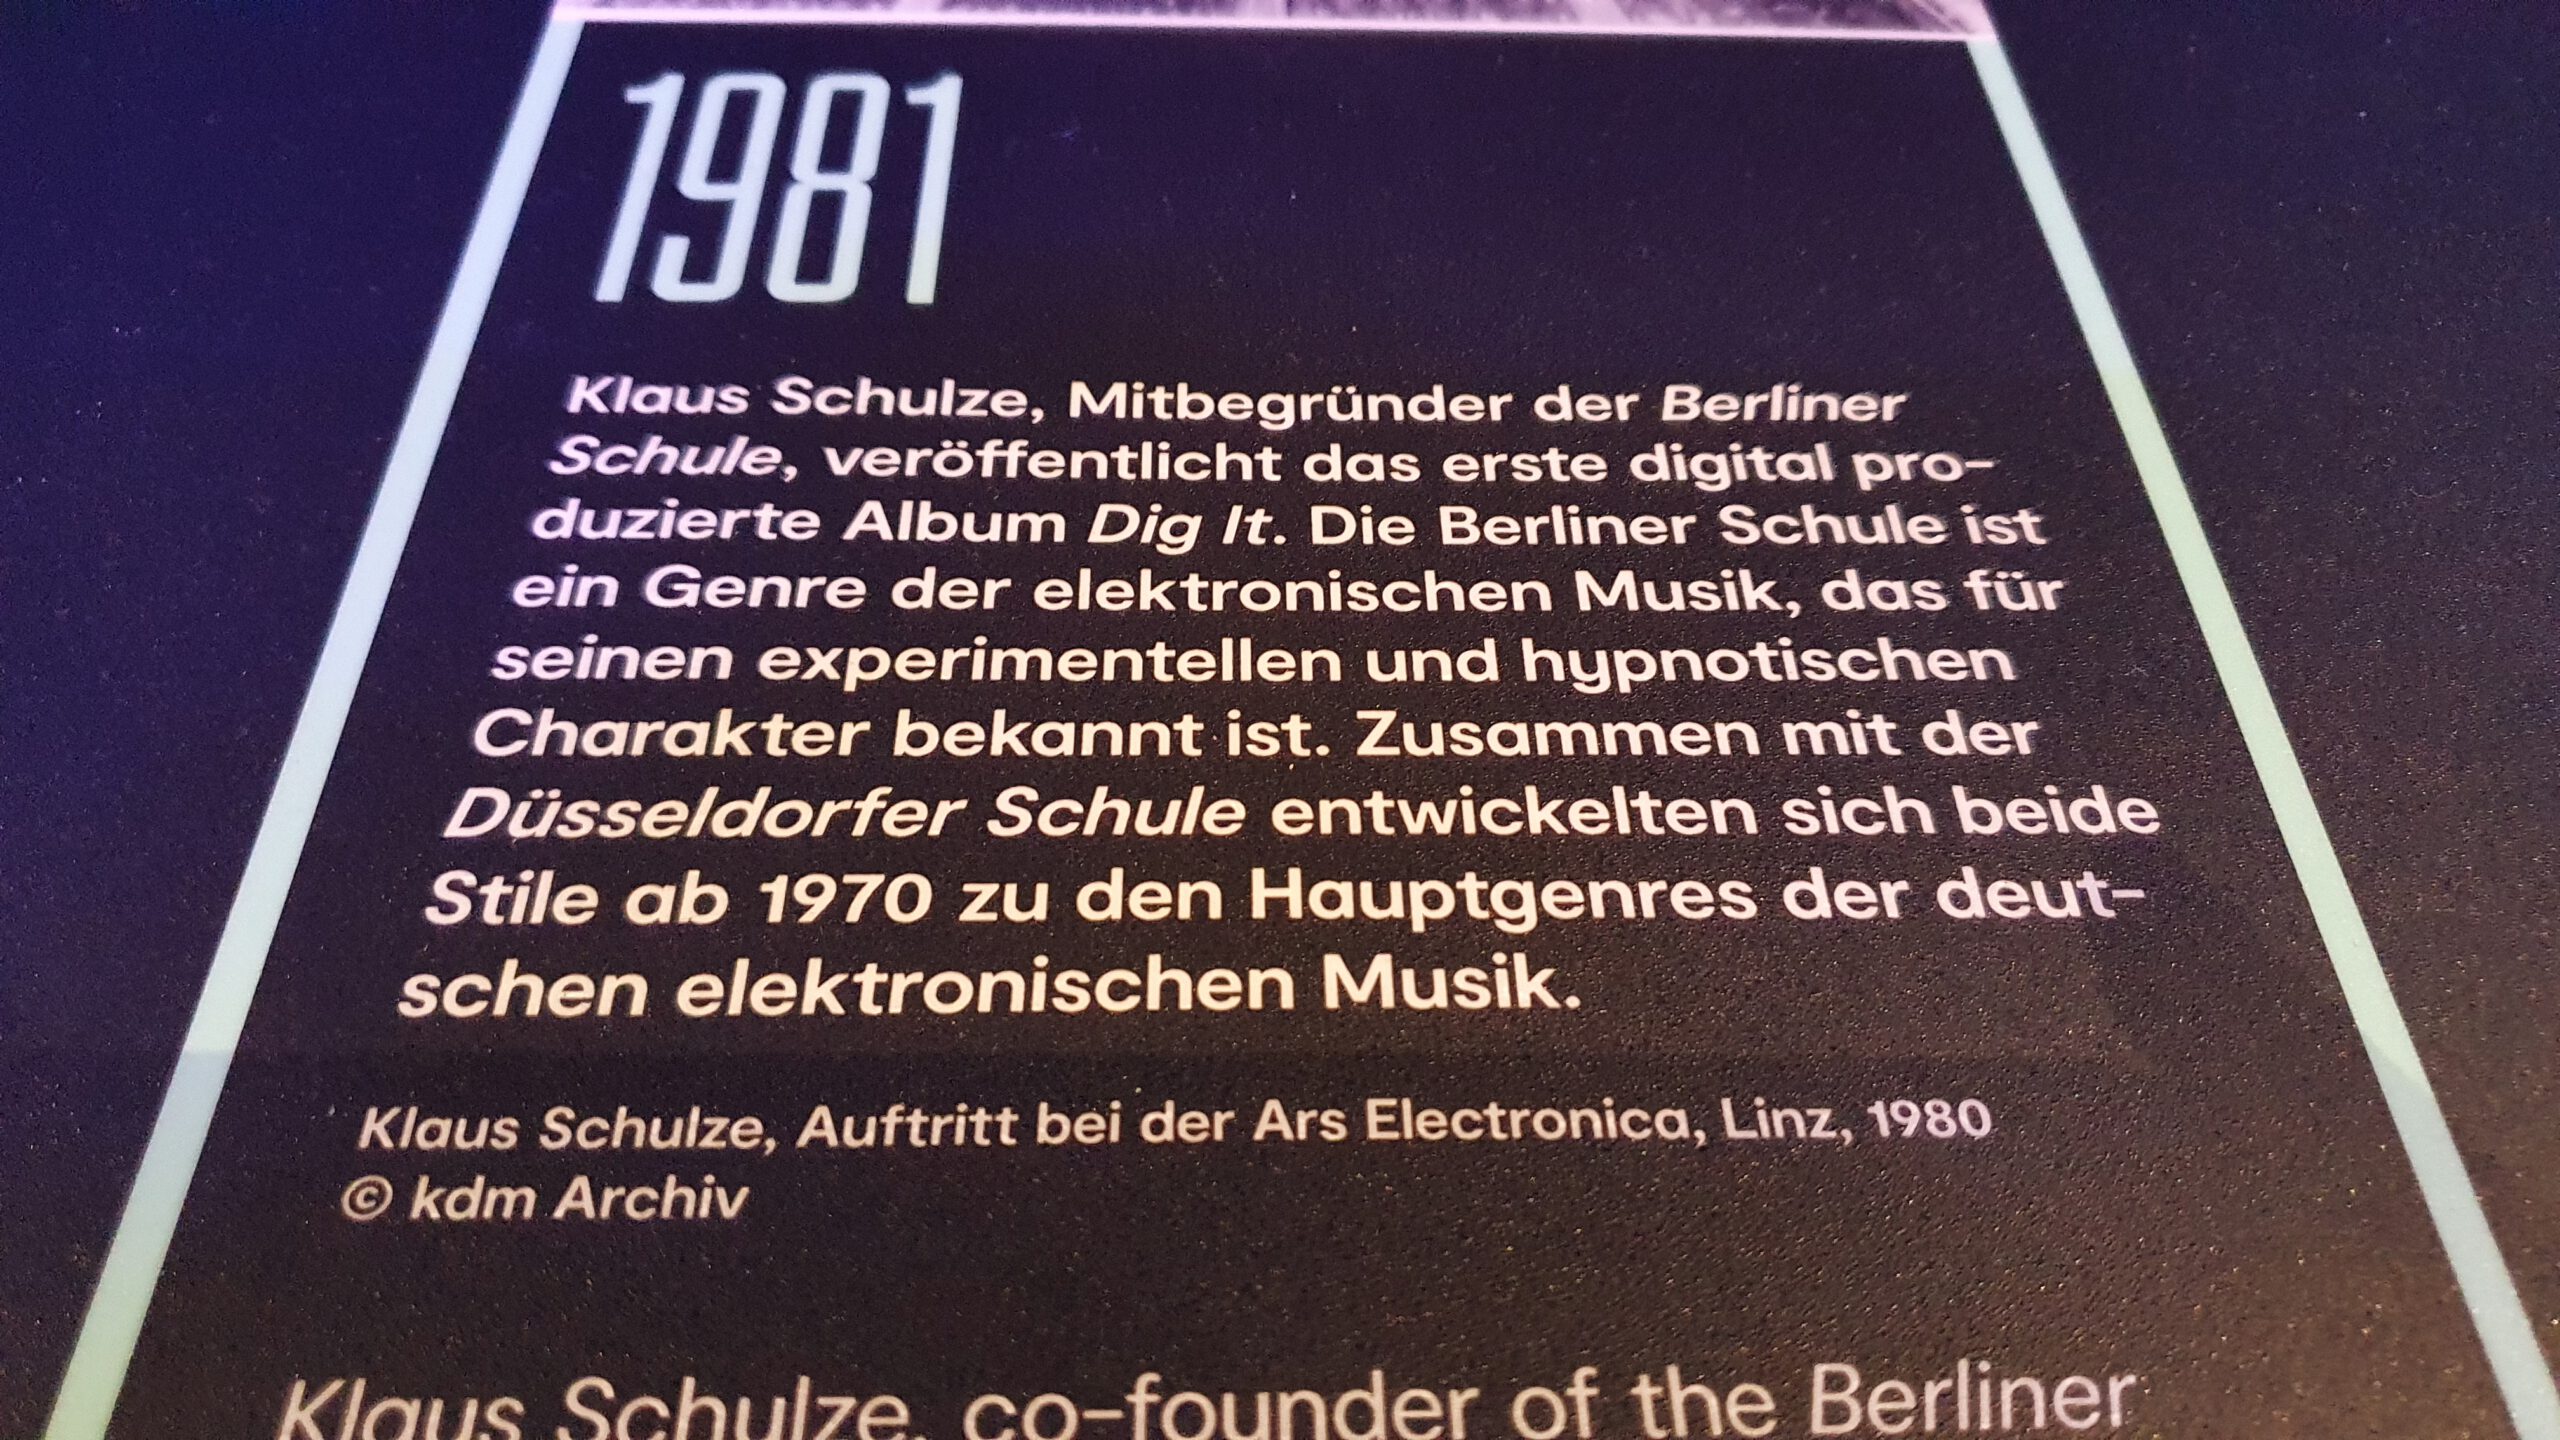 1981
Klaus Schulze, Mitbegründer der Berliner
Schule, veröffentlicht das erste digital pro-
duzierte Album Dig It. Die Berliner Schule ist
ein Genre der elektronischen Musik, das für
seinen experimentellen und hypnotischen
Charakter bekannt ist. Zusammen mit der
Düsseldorfer Schule entwickelten sich beide
Stile ab 1970 zu den Hauptgenres der deut-
schen elektronischen Musik.
Klaus Schulze, Auftritt bei der Ars Electronica, Linz, 1980
© kdm Archiv
Klaus Schulze, co-founder of the Berliner